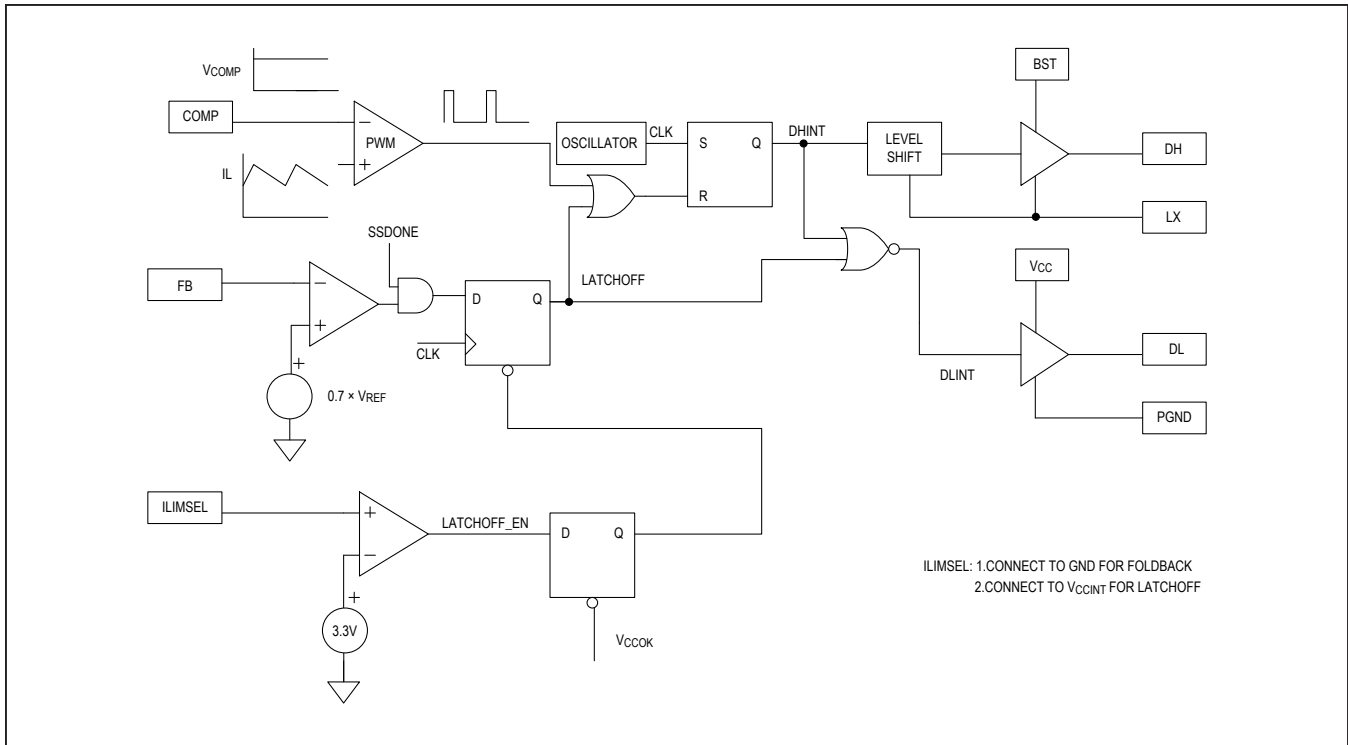 VCOMP
COMP
−
PWM
+
IL
OSCILLATOR
CLK
S
Q
R
DHINT
LEVEL
SHIFT
BST
DH
LX
SSDONE
FB
−
+
+
0.7 × VREF
D
Q
CLK
LATCHOFF
VCC
DLINT
DL
PGND
ILIMSEL
+
−
+
3.3V
LATCHOFF_EN
D
Q
VCCOK
ILIMSEL: 1.CONNECT TO GND FOR FOLDBACK
2.CONNECT TO VCCINT FOR LATCHOFF